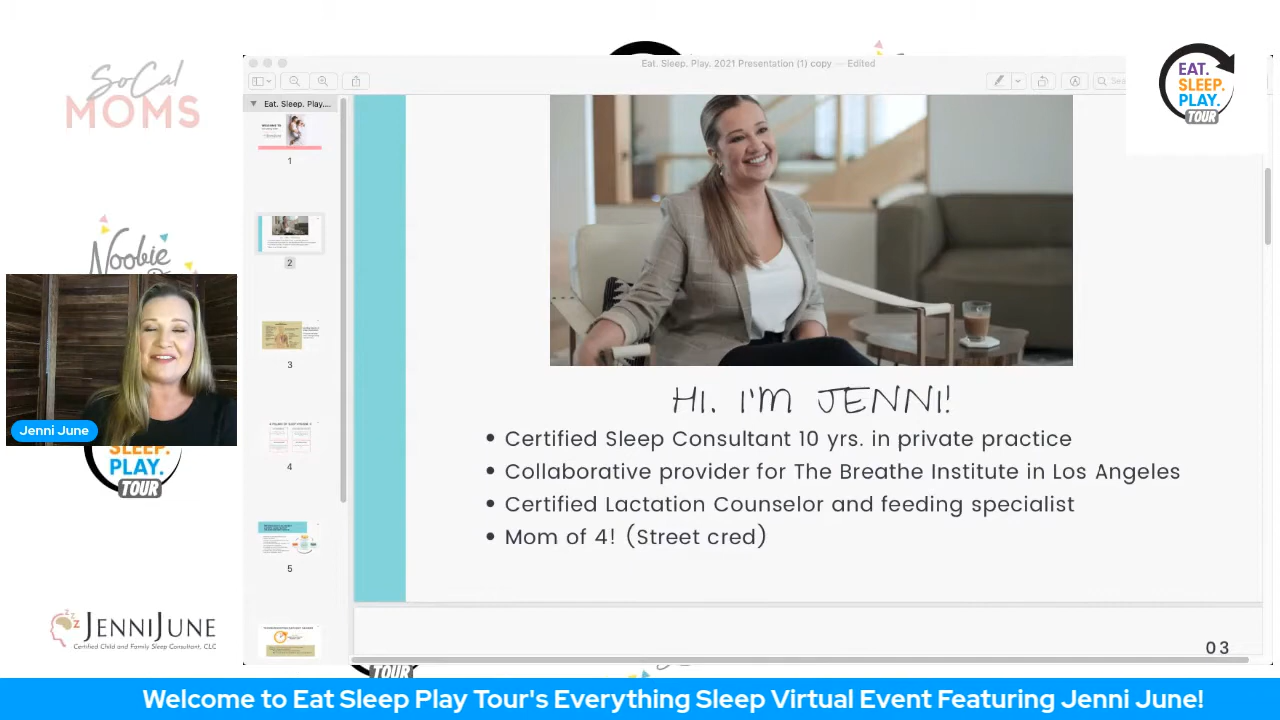 SoCal
MOMS
Noobie
Jenni June
PLAY.
TOUR
JENNIJUNE
Certified Child and Family Sleep Consultant, CLC
Eat. Sleep. Play. 2021 Presentation (1) copy — Edited
Eat. Sleep. Play....
1
2
3
4
5
EAT.
SLEEP.
PLAY.
TOUR
HI. I'M JENNI!
• Certified Sleep Consultant 10 yrs. in private practice
• Collaborative provider for The Breathe Institute in Los Angeles
• Certified Lactation Counselor and feeding specialist
• Mom of 4! (Street cred)
03
Welcome to Eat Sleep Play Tour's Everything Sleep Virtual Event Featuring Jenni June!